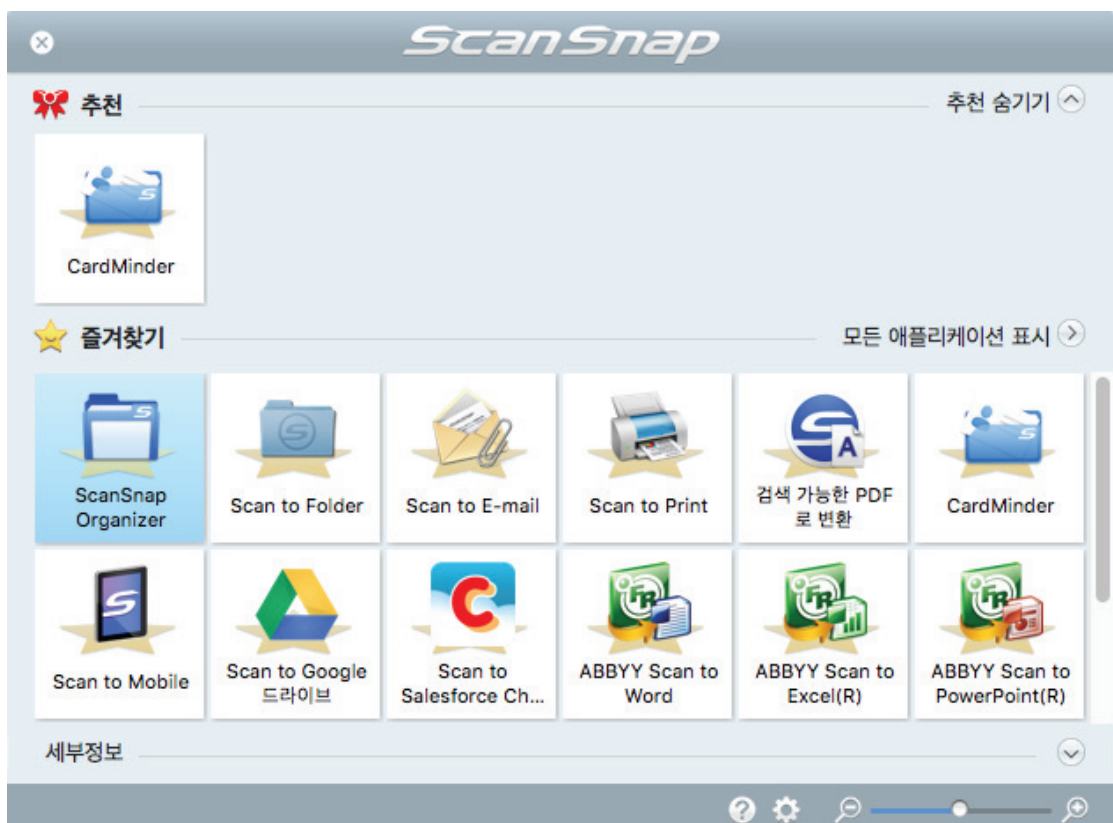 ScanSnap
추천
추천 숨기기
CardMinder
즐겨찾기
모든 애플리케이션 표시
ScanSnap
Organizer
Scan to Folder
Scan to E-mail
Scan to Print
검색 가능한 PDF
로 변환
CardMinder
Scan to Mobile
Scan to Google
드라이브
Scan to
Salesforce Ch...
ABBYY Scan to
Word
ABBYY Scan to
Excel(R)
ABBYY Scan to
PowerPoint(R)
세부정보